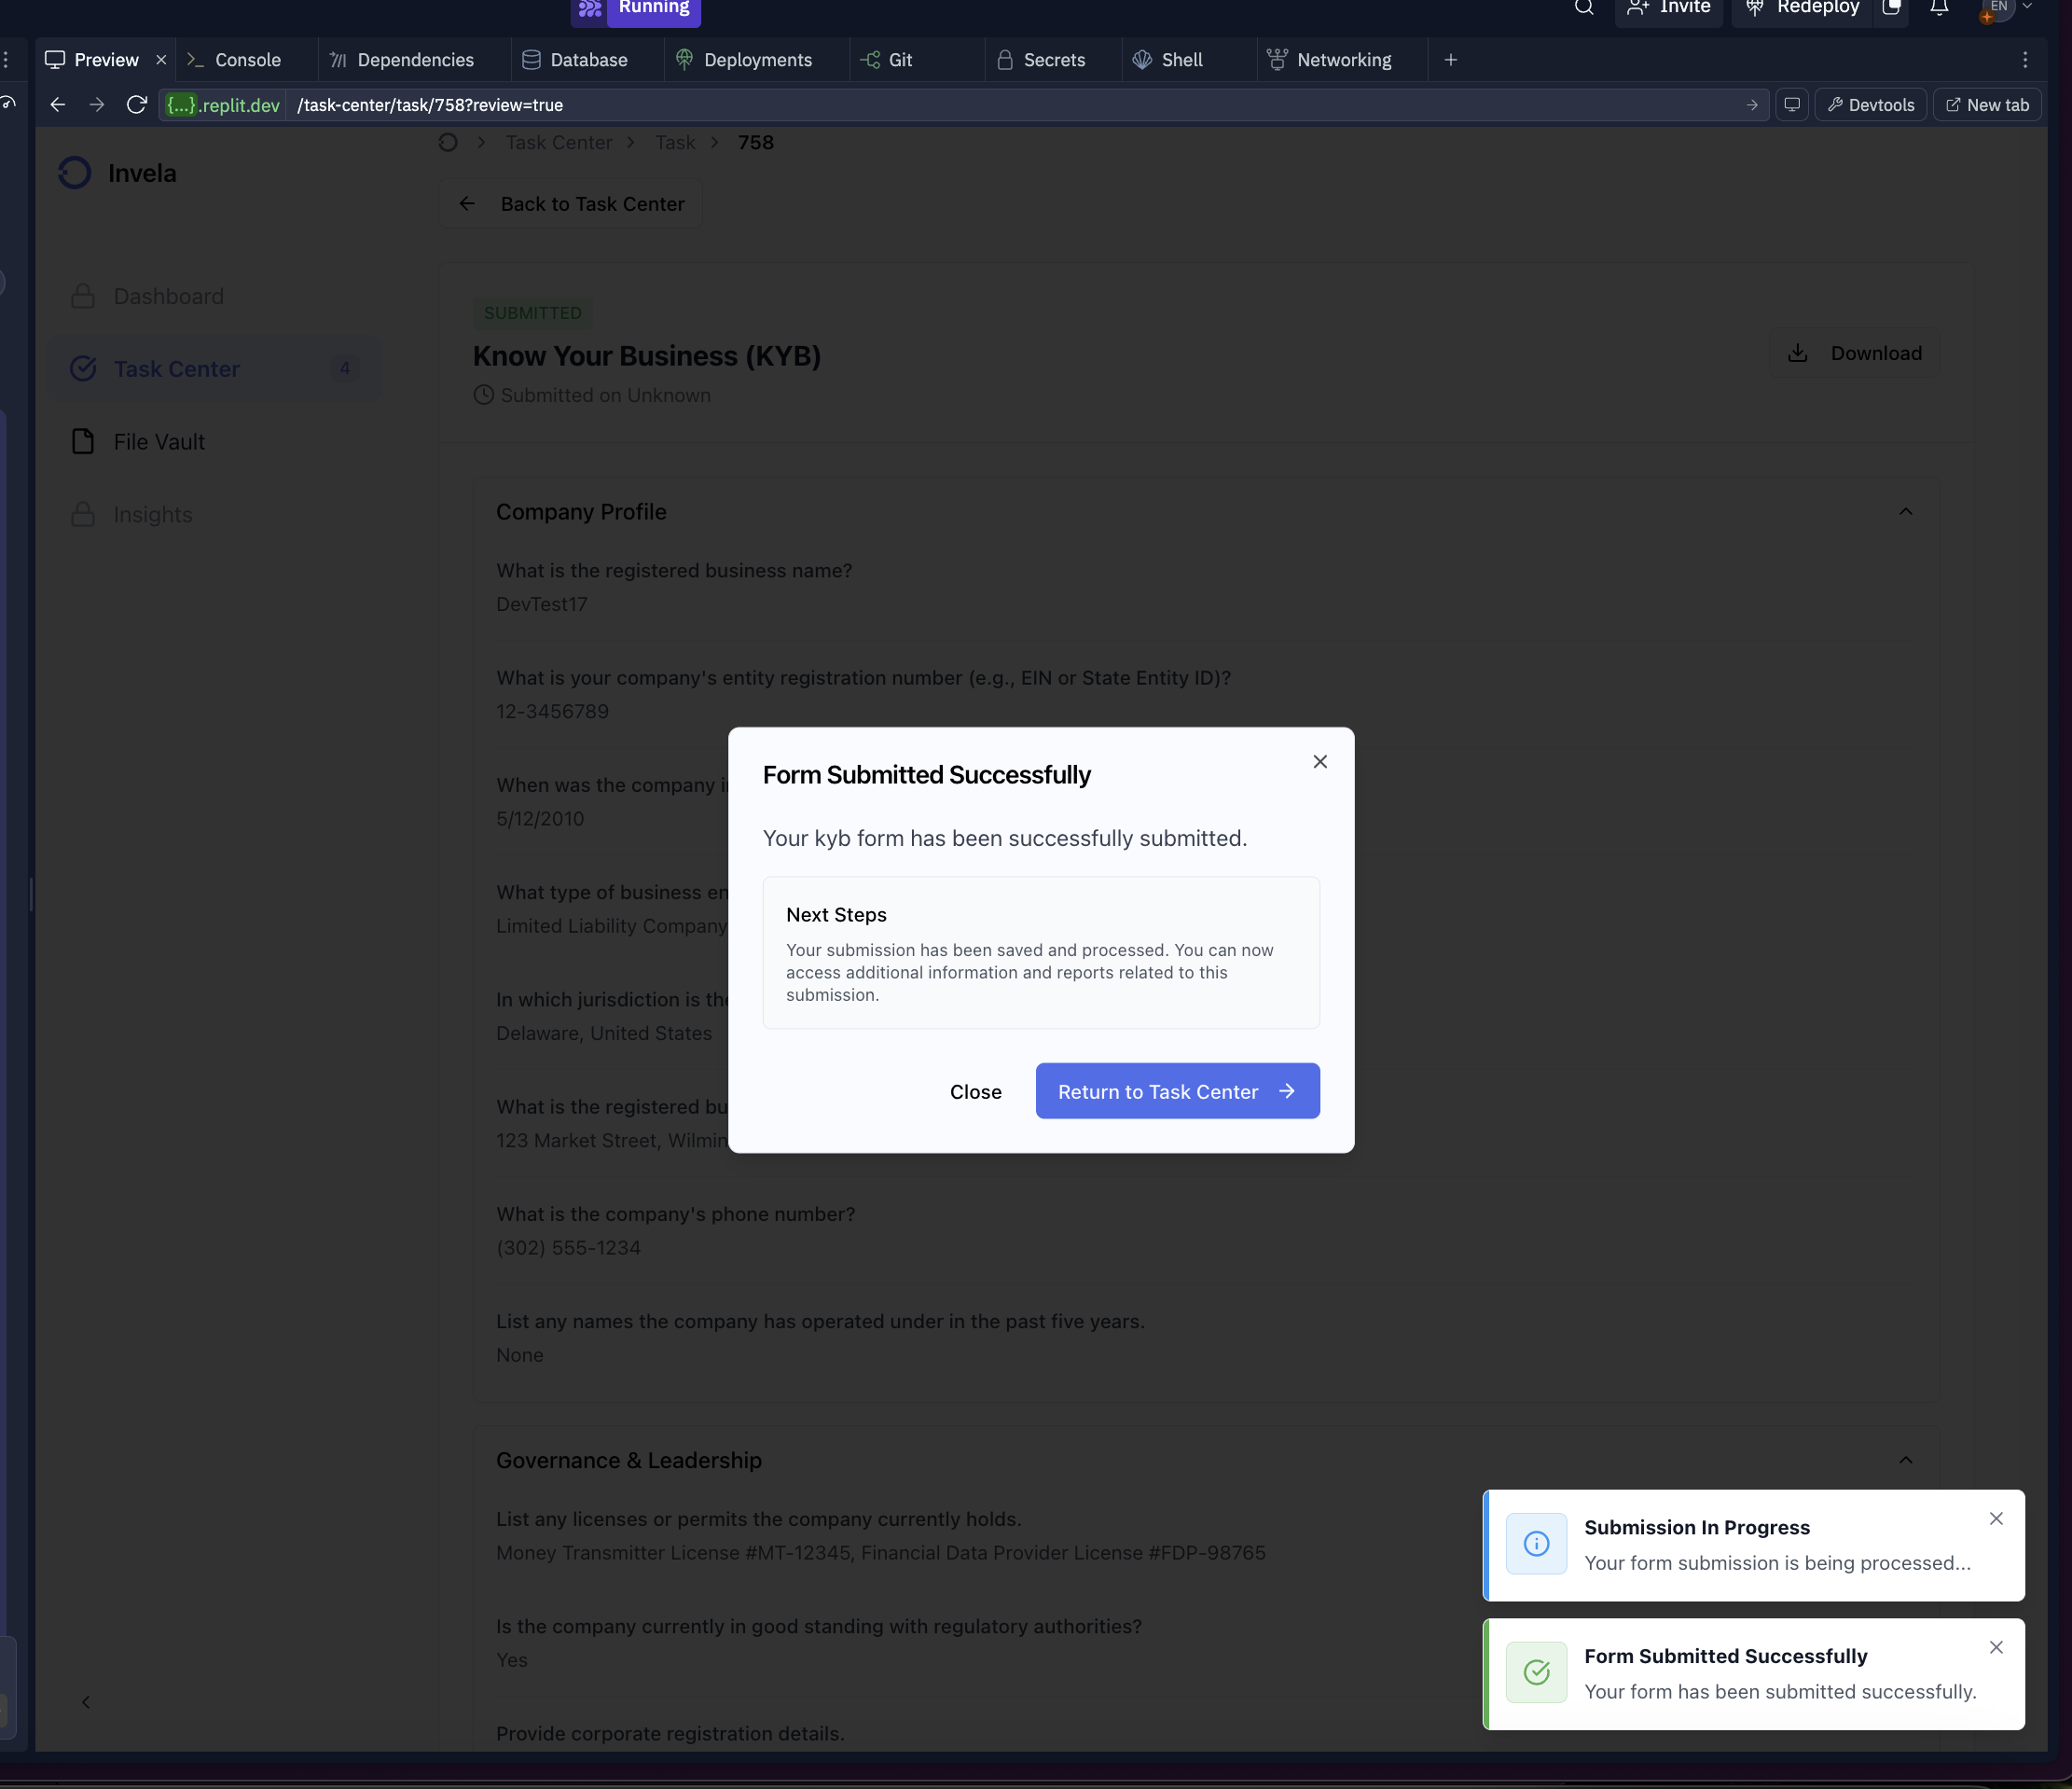 Running
Invite
Redeploy
EN
Preview
Console
Dependencies
Database
Deployments
Git
Secrets
Shell
Networking
{...}.replit.dev
/task-center/task/758?review=true
Devtools
New tab
Invela
Dashboard
Task Center
4
File Vault
Insights
Task Center > Task > 758
Back to Task Center
SUBMITTED
Know Your Business (KYB)
Submitted on Unknown
Download
Company Profile
What is the registered business name?
DevTest17
What is your company's entity registration number (e.g., EIN or State Entity ID)?
12-3456789
When was the company
5/12/2010
What type of business
Limited Liability Company
In which jurisdiction is
Delaware, United States
What is the registered
123 Market Street,
What is the company's phone number?
(302) 555-1234
List any names the company has operated under in the past five years.
None
Governance & Leadership
List any licenses or permits the company currently holds.
Money Transmitter License #MT-12345, Financial Data Provider License #FDP-98765
Is the company currently in good standing with regulatory authorities?
Yes
Provide corporate registration details.
Form Submitted Successfully
Your kyb form has been successfully submitted.
Next Steps
Your submission has been saved and processed. You can now
access additional information and reports related to this
submission.
Close
Return to Task Center
Submission In Progress
Your form submission is being processed...
Form Submitted Successfully
Your form has been submitted successfully.